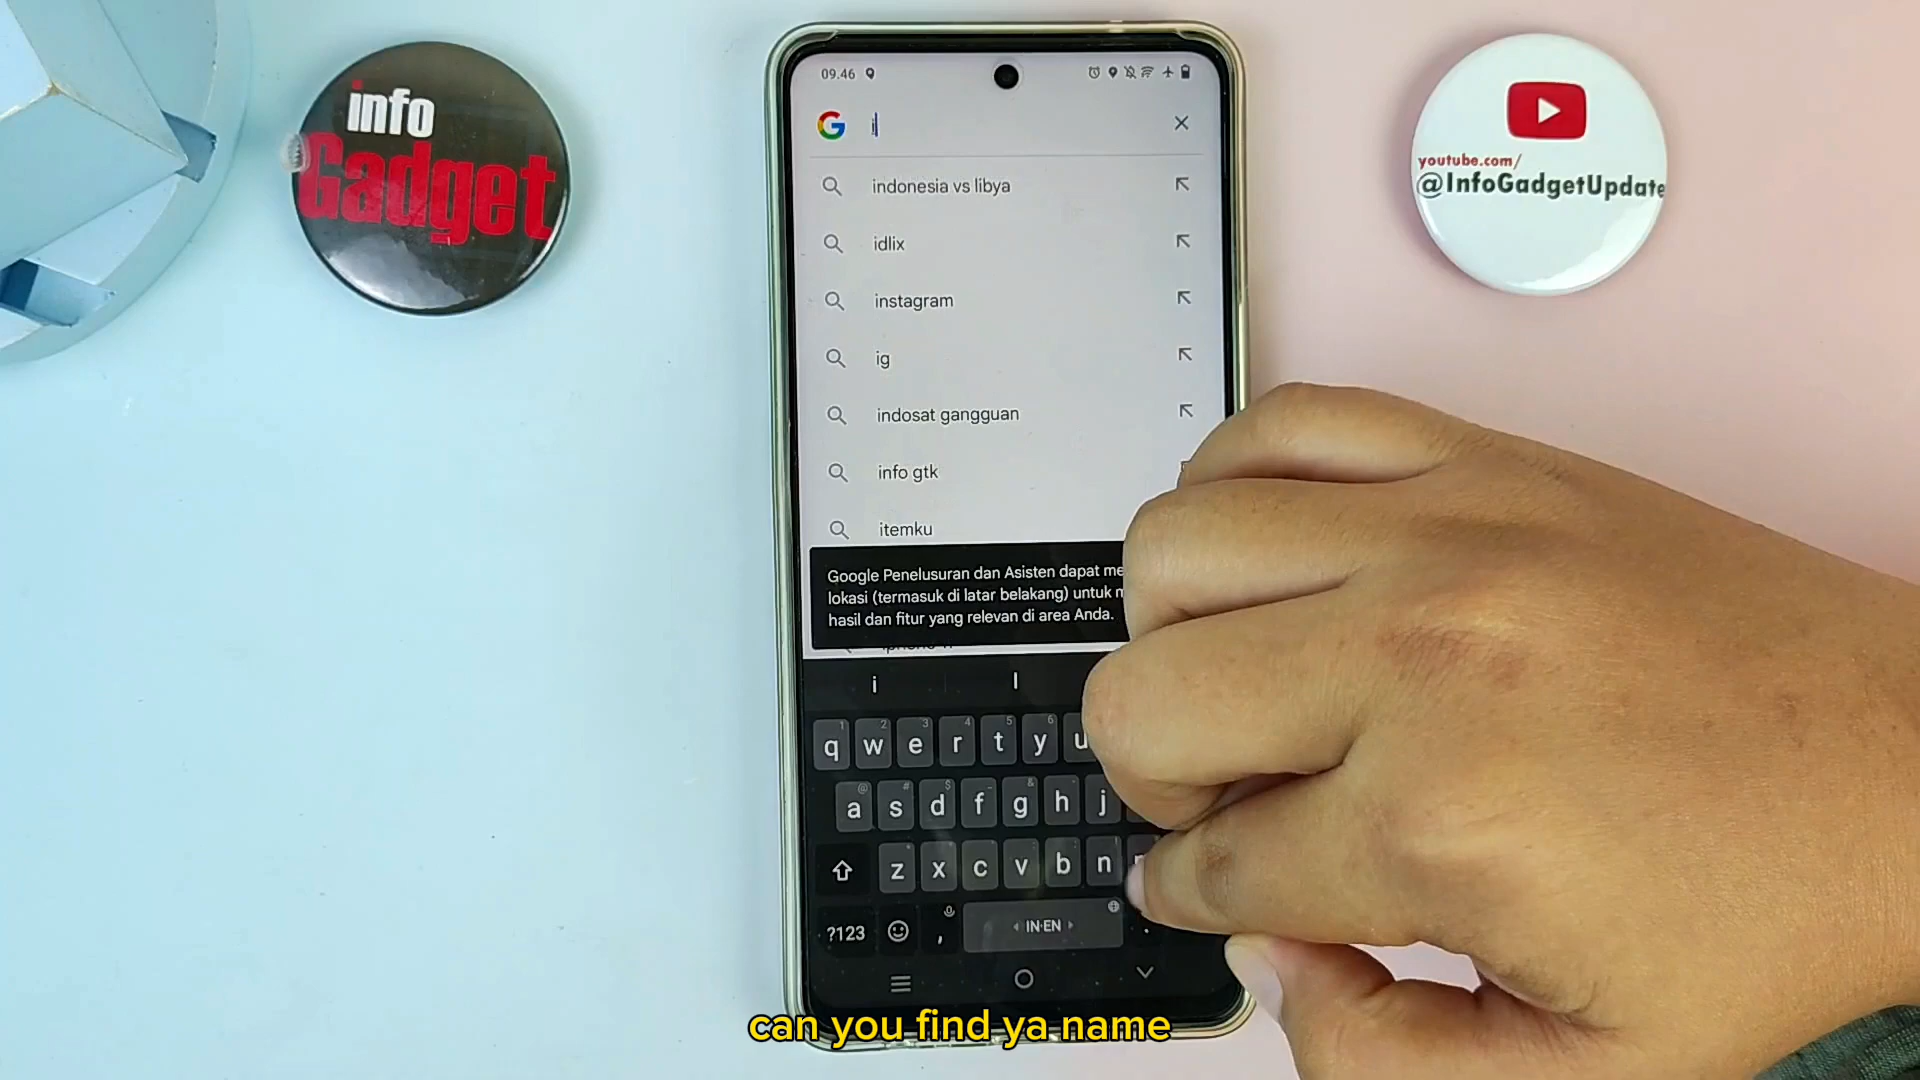 info
Gadget
youtube.com/
@InfoGadgetUpdate
09.46
i
indonesia vs libya
idlix
instagram
ig
indosat gangguan
info gtk
itemku
Google Penelusuran dan Asisten dapat me
lokasi (termasuk di latar belakang) untuk m
hasil dan fitur yang relevan di area Anda.
i I
q w e r t y u
a s d f g h j
z x c v b n
?123 , IN·EN .
can you find ya name